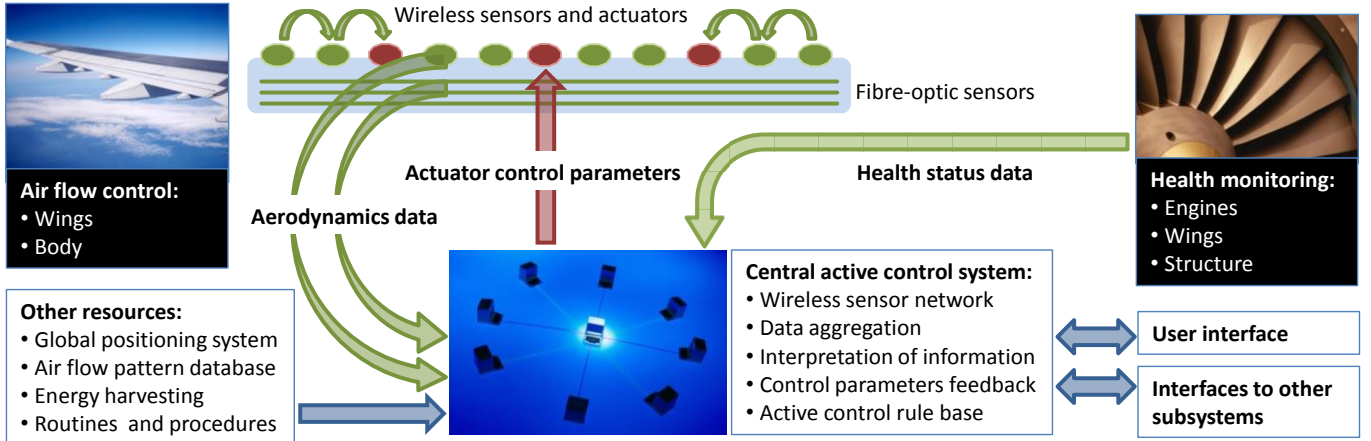 Wireless sensors and actuators
Fibre-optic sensors
Air flow control:
• Wings
• Body
Aerodynamics data
Actuator control parameters
Health status data
Health monitoring:
• Engines
• Wings
• Structure
Other resources:
• Global positioning system
• Air flow pattern database
• Energy harvesting
• Routines and procedures
Central active control system:
• Wireless sensor network
• Data aggregation
• Interpretation of information
• Control parameters feedback
• Active control rule base
User interface
Interfaces to other
subsystems